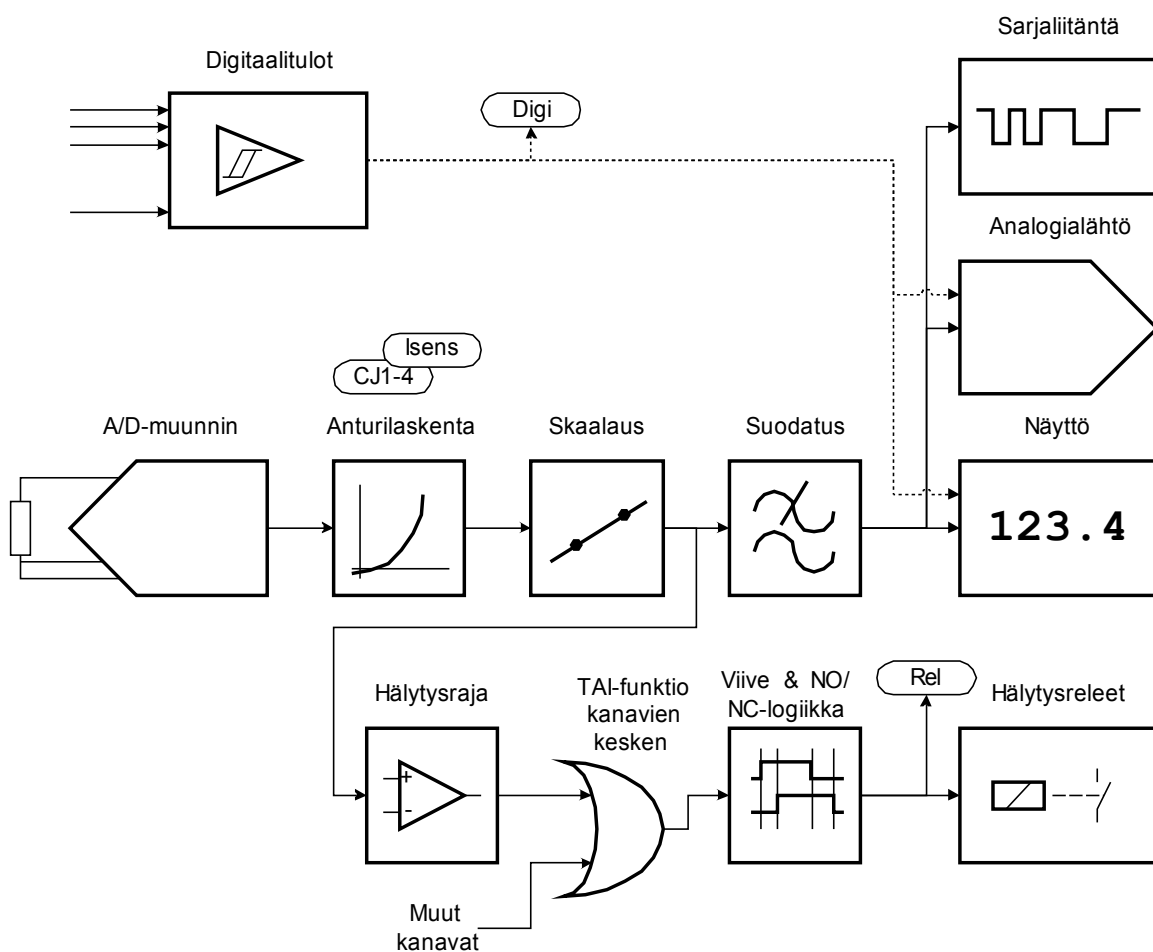 Sarjaliitäntä
Digitaalitulot
Digi
Analogialähtö
Isens
CJ1-4
A/D-muunnin
Anturilaskenta
Skaalaus
Suodatus
Näyttö
123.4
Hälytysraja
+
-
TAI-funktio
kanavien
kesken
Viive & NO/
NC-logiikka
Rel
Hälytysreleet
Muut
kanavat